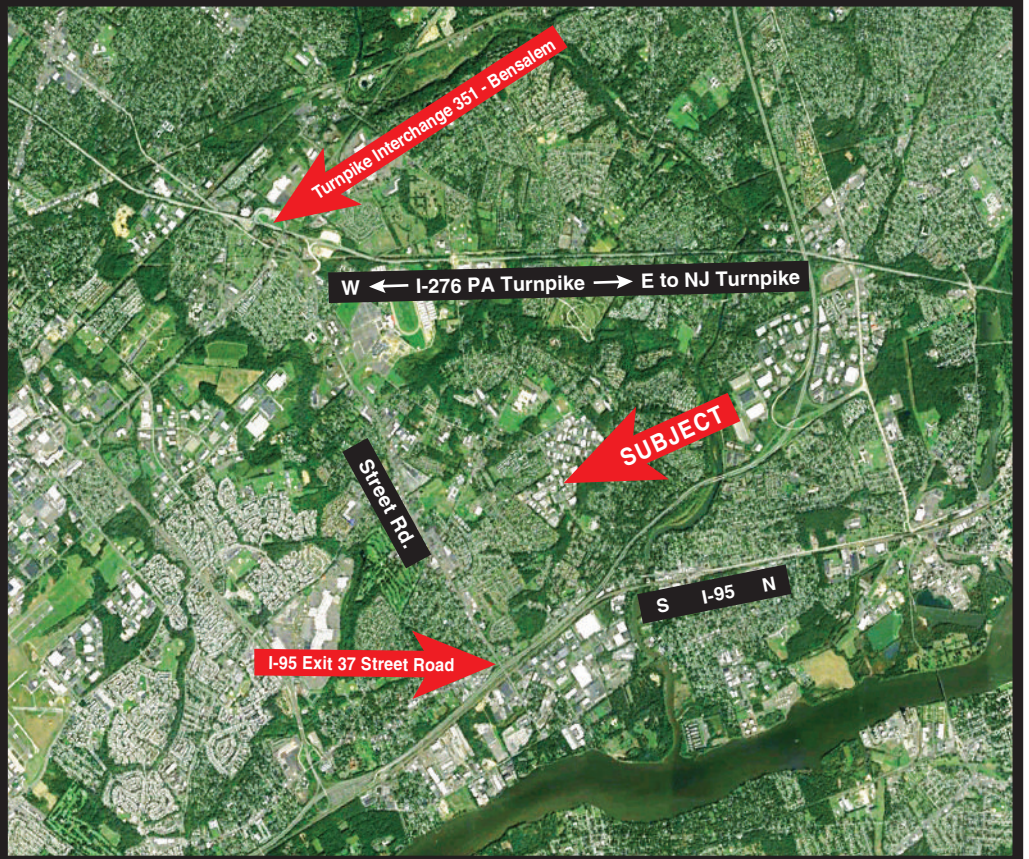 Turnpike Interchange 351 - Bensalem
W ← I-276 PA Turnpike → E to NJ Turnpike
SUBJECT
Street Rd.
S I-95 N
I-95 Exit 37 Street Road